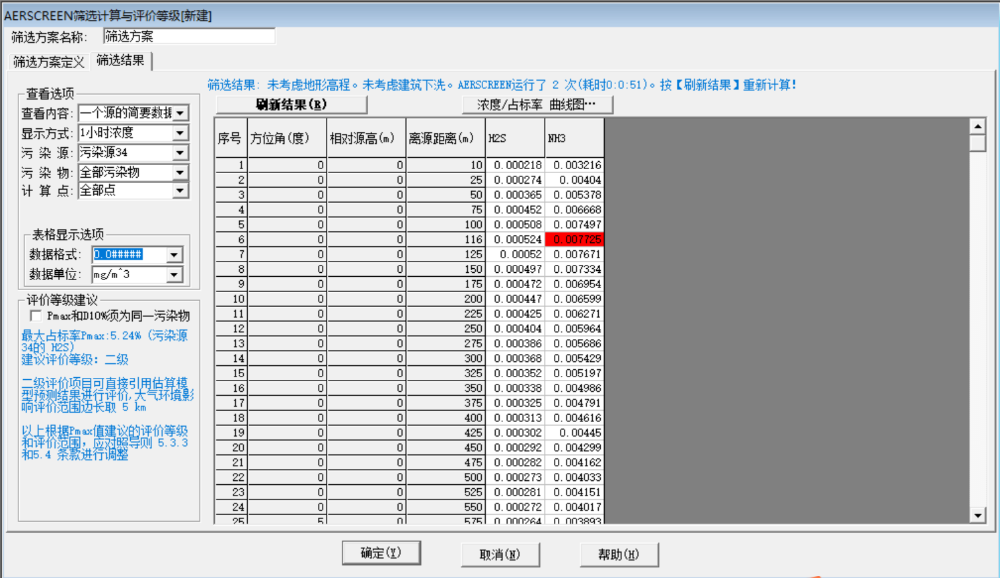 AERSCREEN筛选计算与评价等级[新建]
筛选方案名称: 筛选方案
筛选方案定义 筛选结果
筛选结果: 未考虑地形高程。未考虑建筑下洗。AERSCREEN运行了 2 次(耗时0:0:51)。按【刷新结果】重新计算!
刷新结果(R) 浓度/占标率 曲线图…
查看选项
查看内容: 一个源的简要数据
显示方式: 1小时浓度
污 染 源: 污染源34
污 染 物: 全部污染物
计 算 点: 全部点
表格显示选项
数据格式: 0.0#####
数据单位: mg/m^3
评价等级建议
Pmax和D10%须为同一污染物
最大占标率Pmax:5.24% (污染源
34的 H2S)
建议评价等级: 二级
二级评价项目可直接引用估算模
型预测结果进行评价,大气环境影
响评价范围边长取 5 km
以上根据Pmax值建议的评价等级
和评价范围，应对照导则 5.3.3
和5.4 条款进行调整
序号 方位角(度) 相对源高(m) 离源距离(m) H2S NH3
1 0 0 10 0.000218 0.003216
2 0 0 25 0.000274 0.00404
3 0 0 50 0.000365 0.005378
4 0 0 75 0.000452 0.006668
5 0 0 100 0.000508 0.007497
6 0 0 116 0.000524 0.007725
7 0 0 125 0.00052 0.007671
8 0 0 150 0.000497 0.007334
9 0 0 175 0.000472 0.006954
10 0 0 200 0.000447 0.006599
11 0 0 225 0.000425 0.006271
12 0 0 250 0.000404 0.005964
13 0 0 275 0.000386 0.005686
14 0 0 300 0.000368 0.005429
15 0 0 325 0.000352 0.005197
16 0 0 350 0.000338 0.004986
17 0 0 375 0.000325 0.004791
18 0 0 400 0.000313 0.004616
19 0 0 425 0.000302 0.00445
20 0 0 450 0.000292 0.004299
21 0 0 475 0.000282 0.004162
22 0 0 500 0.000273 0.004033
23 0 0 525 0.000281 0.004151
24 0 0 550 0.000272 0.004017
25 5 0 575 0.000264 0.003893
确定(Y) 取消(N) 帮助(H)